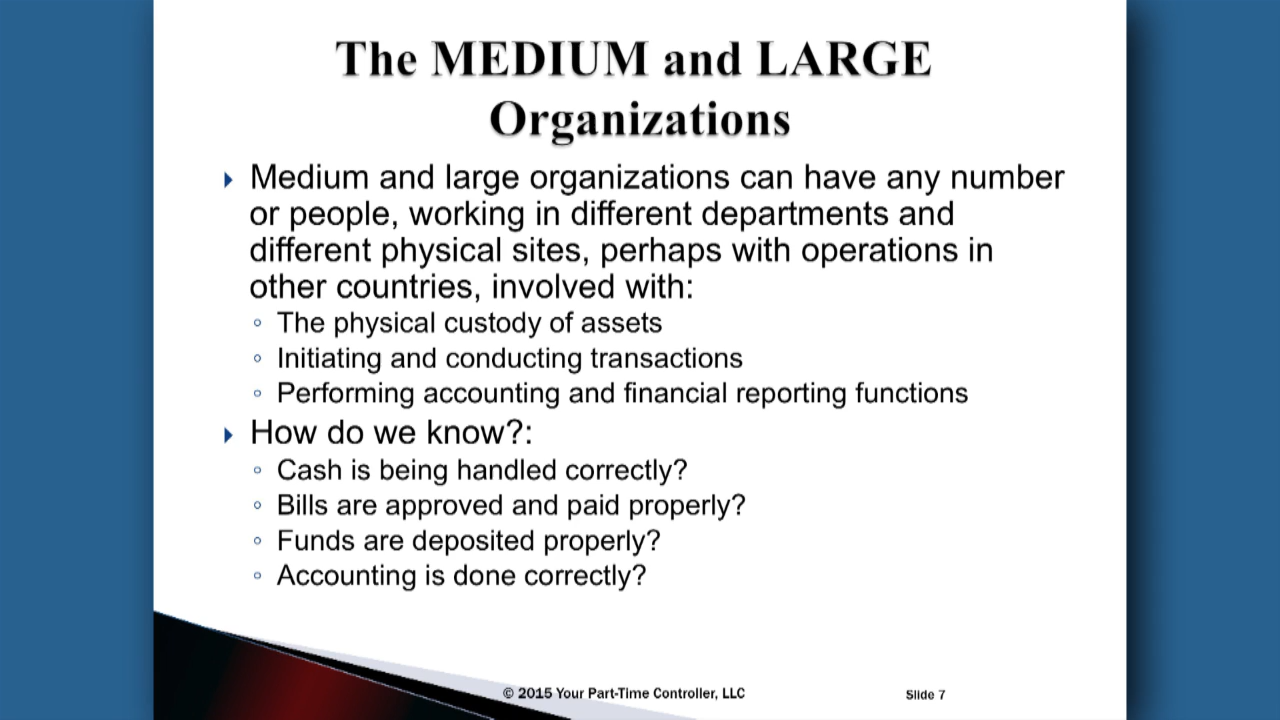 The MEDIUM and LARGE
Organizations
Medium and large organizations can have any number
or people, working in different departments and
different physical sites, perhaps with operations in
other countries, involved with:
The physical custody of assets
Initiating and conducting transactions
Performing accounting and financial reporting functions
How do we know?:
Cash is being handled correctly?
Bills are approved and paid properly?
Funds are deposited properly?
Accounting is done correctly?
© 2015 Your Part-Time Controller, LLC
Slide 7